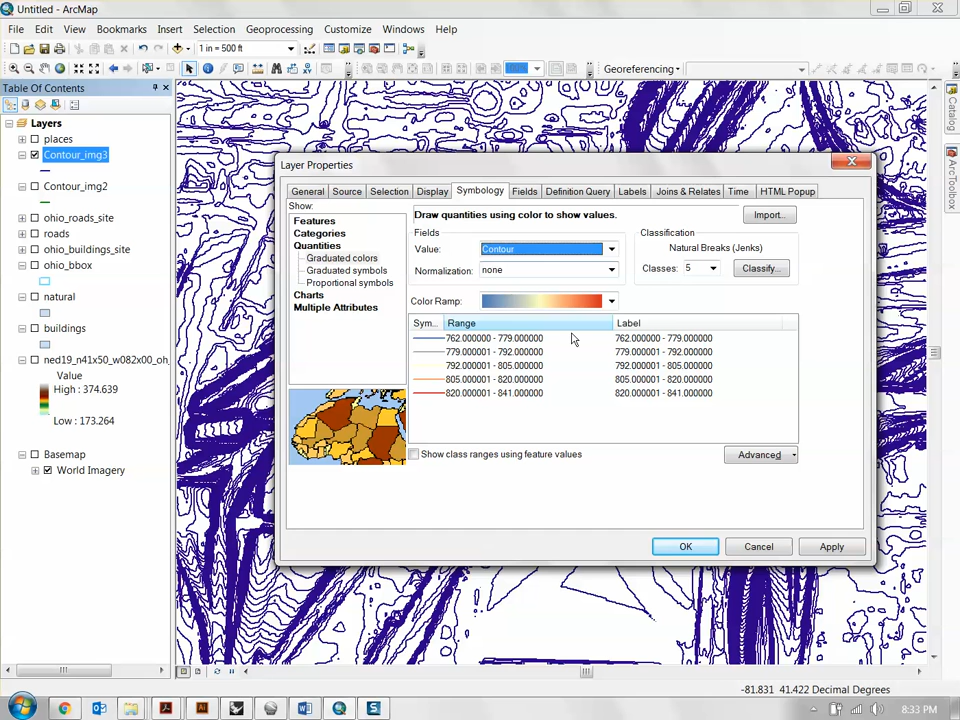 Untitled - ArcMap
File Edit View Bookmarks Insert Selection Geoprocessing Customize Windows Help
1 in = 500 ft
100%
Georeferencing
Table Of Contents
Layers
places
Contour_img3
Contour_img2
ohio_roads_site
roads
ohio_buildings_site
ohio_bbox
natural
buildings
ned19_n41x50_w082x00_oh
Value
High : 374.639
Low : 173.264
Basemap
World Imagery
Layer Properties
General Source Selection Display Symbology Fields Definition Query Labels Joins & Relates Time HTML Popup
Show:
Features
Categories
Quantities
Graduated colors
Graduated symbols
Proportional symbols
Charts
Multiple Attributes
Draw quantities using color to show values.
Import...
Fields
Value: Contour
Normalization: none
Classification
Natural Breaks (Jenks)
Classes: 5
Classify...
Color Ramp:
Sym... Range Label
762.000000 - 779.000000 762.000000 - 779.000000
779.000001 - 792.000000 779.000001 - 792.000000
792.000001 - 805.000000 792.000001 - 805.000000
805.000001 - 820.000000 805.000001 - 820.000000
820.000001 - 841.000000 820.000001 - 841.000000
Show class ranges using feature values
Advanced
OK Cancel Apply
Catalog
ArcToolbox
-81.831 41.422 Decimal Degrees
8:33 PM